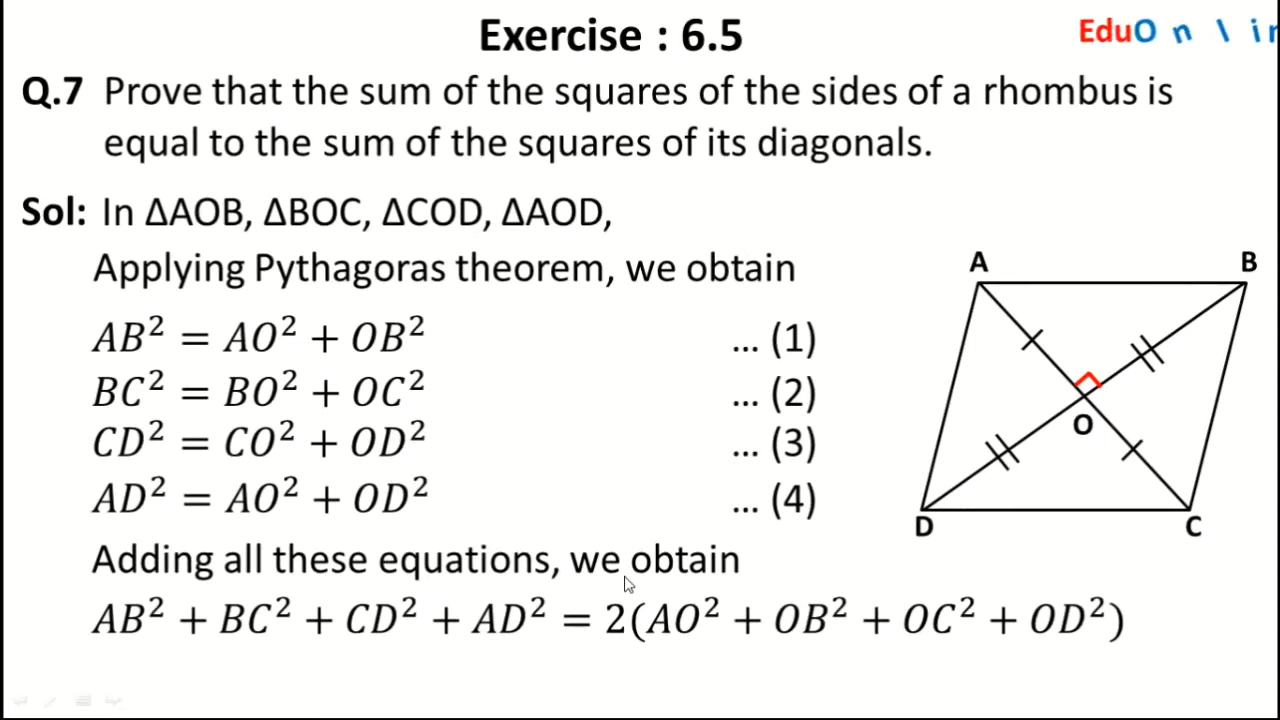 Exercise : 6.5
EduO n \ ir
Q.7 Prove that the sum of the squares of the sides of a rhombus is
equal to the sum of the squares of its diagonals.
Sol: In ΔAOB, ΔBOC, ΔCOD, ΔAOD,
Applying Pythagoras theorem, we obtain
AB² = AO² + OB² ... (1)
BC² = BO² + OC² ... (2)
CD² = CO² + OD² ... (3)
AD² = AO² + OD² ... (4)
Adding all these equations, we obtain
AB² + BC² + CD² + AD² = 2(AO² + OB² + OC² + OD²)
A B
O
D C